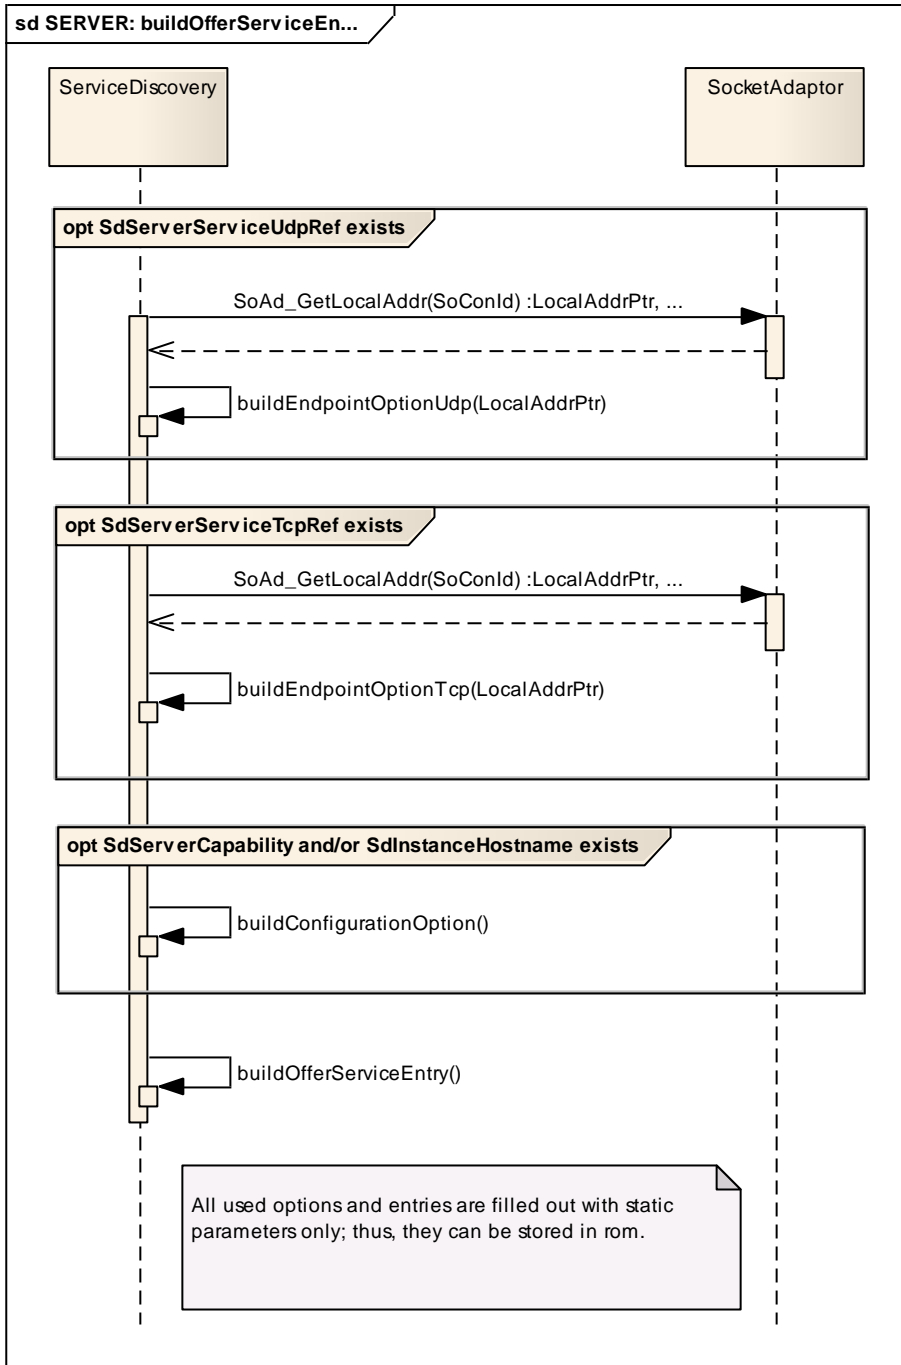 sd SERVER: buildOfferServiceEn...
ServiceDiscovery
SocketAdaptor
opt SdServerServiceUdpRef exists
SoAd_GetLocalAddr(SoConId) :LocalAddrPtr, ...
buildEndpointOptionUdp(LocalAddrPtr)
opt SdServerServiceTcpRef exists
SoAd_GetLocalAddr(SoConId) :LocalAddrPtr, ...
buildEndpointOptionTcp(LocalAddrPtr)
opt SdServerCapability and/or SdInstanceHostname exists
buildConfigurationOption()
buildOfferServiceEntry()
All used options and entries are filled out with static
parameters only; thus, they can be stored in rom.